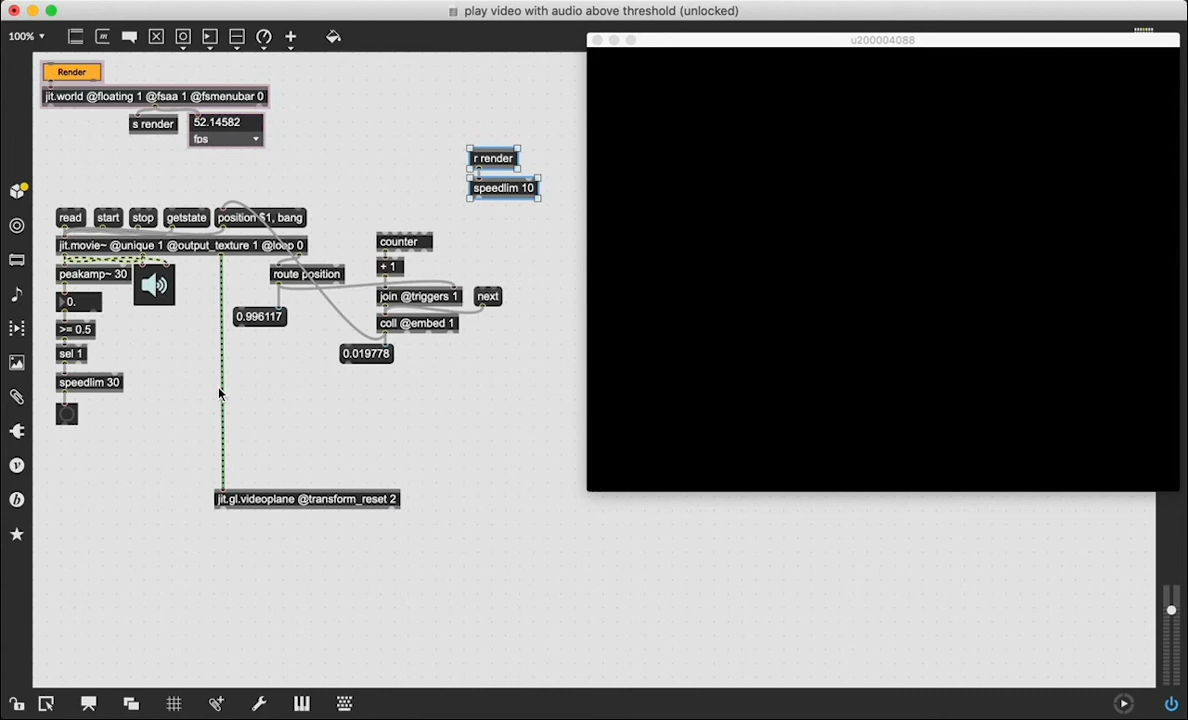 play video with audio above threshold (unlocked)
100%
u200004088
Render
jit.world @floating 1 @fsaa 1 @fsmenubar 0
s render
52.14582
fps
r render
speedlim 10
read
start
stop
getstate
position $1, bang
jit.movie~ @unique 1 @output_texture 1 @loop 0
counter
peakamp~ 30
route position
+ 1
0.
join @triggers 1
next
0.996117
>= 0.5
coll @embed 1
sel 1
0.019778
speedlim 30
jit.gl.videoplane @transform_reset 2